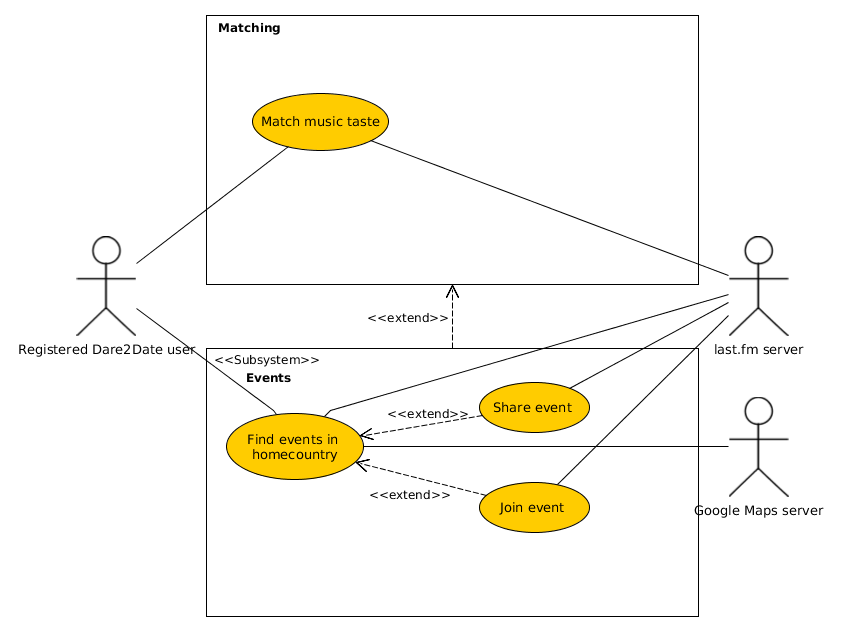 Matching
Match music taste
Registered Dare2Date user
last.fm server
<<extend>>
<<Subsystem>>
Events
Share event
<<extend>>
Find events in
homecountry
<<extend>>
Join event
Google Maps server